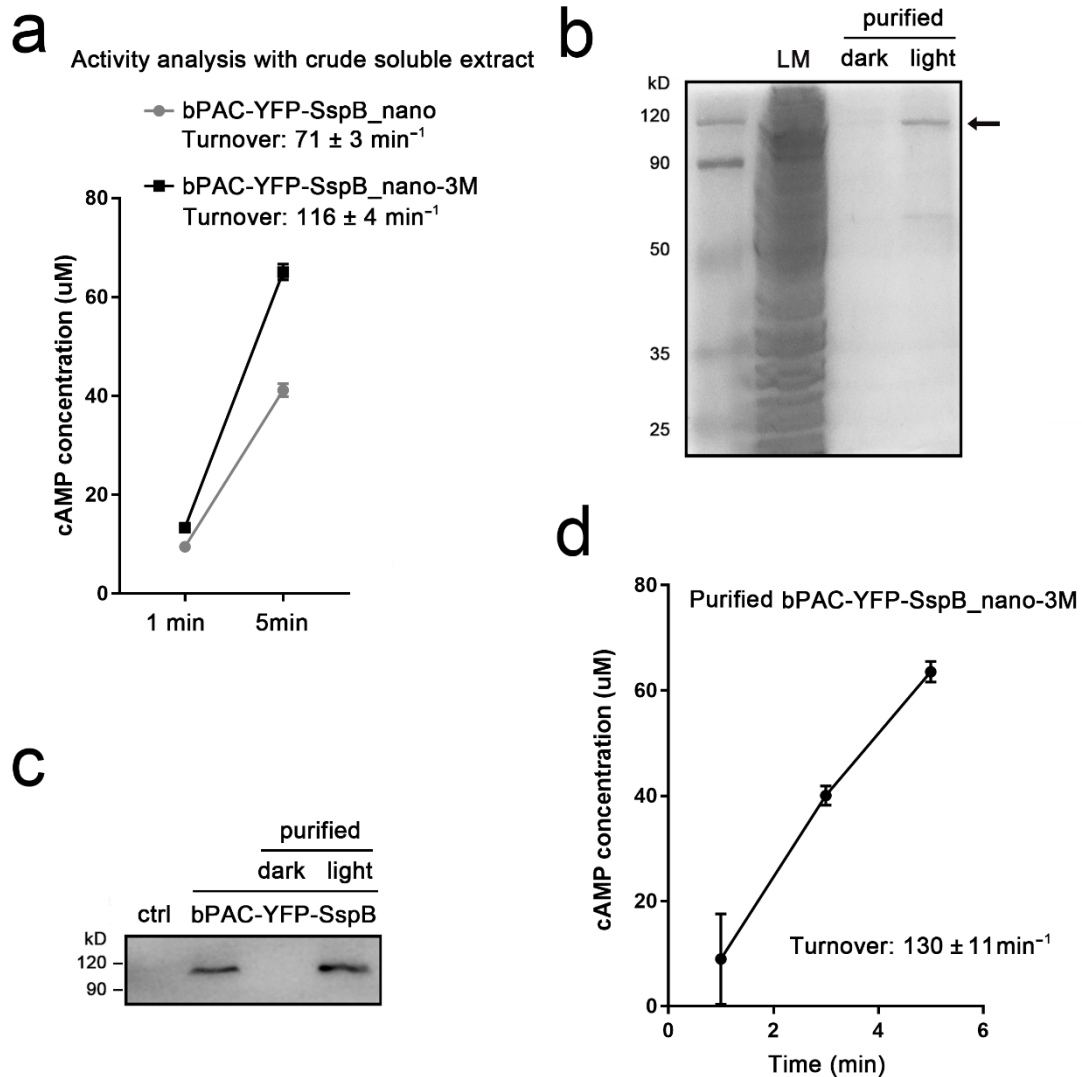 a
Activity analysis with crude soluble extract
bPAC-YFP-SspB_nano
Turnover: 71 ± 3 min⁻¹
bPAC-YFP-SspB_nano-3M
Turnover: 116 ± 4 min⁻¹
cAMP concentration (uM)
80
60
40
20
0
1 min 5min
b
purified
LM dark light
kD
120
90
50
35
25
c
purified
dark light
ctrl bPAC-YFP-SspB
kD
120
90
d
Purified bPAC-YFP-SspB_nano-3M
cAMP concentration (uM)
80
60
40
20
0
Turnover: 130 ± 11min⁻¹
0 2 4 6
Time (min)